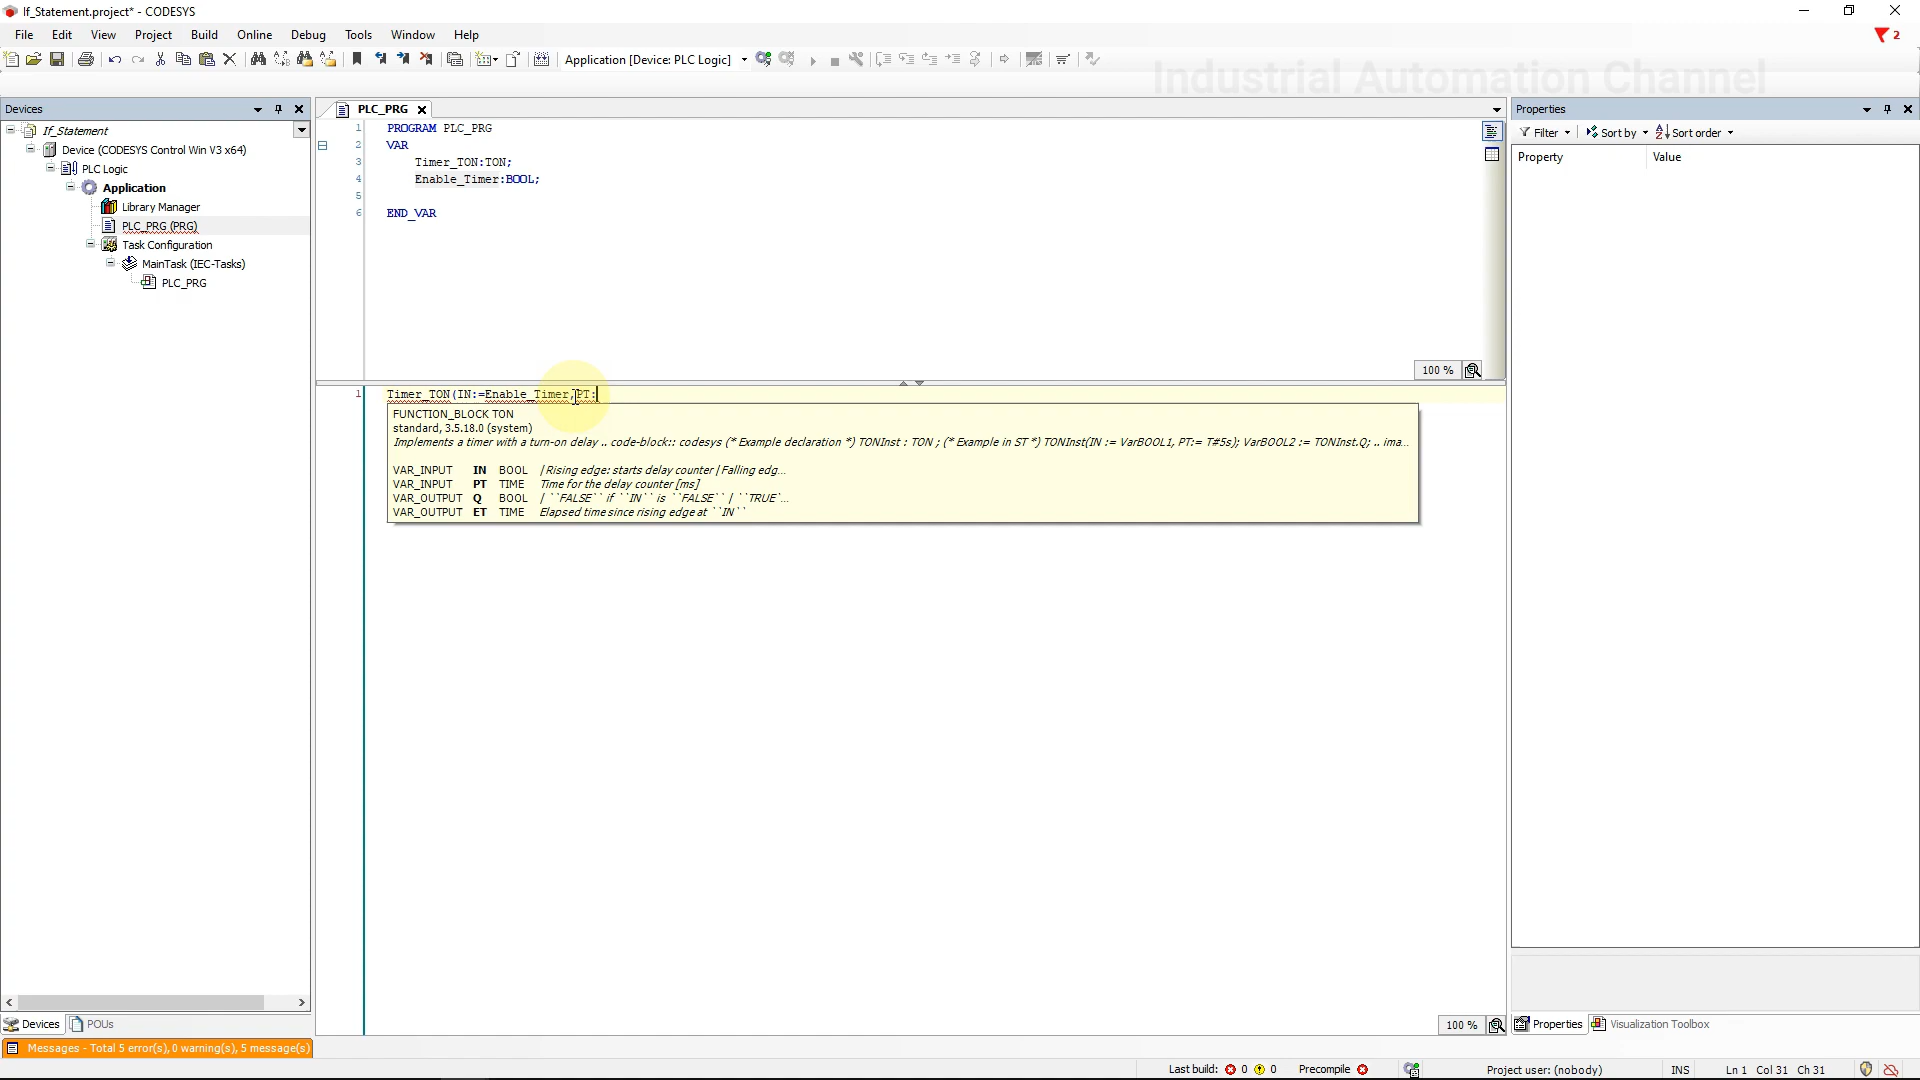 If_Statement.project* - CODESYS
File Edit View Project Build Online Debug Tools Window Help
2
Application [Device: PLC Logic]
Industrial Automation Channel
Devices
If_Statement
Device (CODESYS Control Win V3 x64)
PLC Logic
Application
Library Manager
PLC_PRG (PRG)
Task Configuration
MainTask (IEC-Tasks)
PLC_PRG
Devices
POUs
PLC_PRG
1 PROGRAM PLC_PRG
2 VAR
3 Timer_TON:TON;
4 Enable_Timer:BOOL;
5
6 END_VAR
100 %
1 Timer_TON(IN:=Enable_Timer,PT:
FUNCTION_BLOCK TON
standard, 3.5.18.0 (system)
Implements a timer with a turn-on delay .. code-block:: codesys (* Example declaration *) TONInst : TON ; (* Example in ST *) TONInst(IN := VarBOOL1, PT:= T#5s); VarBOOL2 := TONInst.Q; .. ima...
VAR_INPUT IN BOOL | Rising edge: starts delay counter | Falling edg...
VAR_INPUT PT TIME Time for the delay counter [ms]
VAR_OUTPUT Q BOOL | ``FALSE`` if ``IN`` is ``FALSE`` | ``TRUE`...
VAR_OUTPUT ET TIME Elapsed time since rising edge at ``IN``
100 %
Properties
Filter Sort by Sort order
Property Value
Properties
Visualization Toolbox
Messages - Total 5 error(s), 0 warning(s), 5 message(s)
Last build: 0 0 Precompile Project user: (nobody) INS Ln 1 Col 31 Ch 31